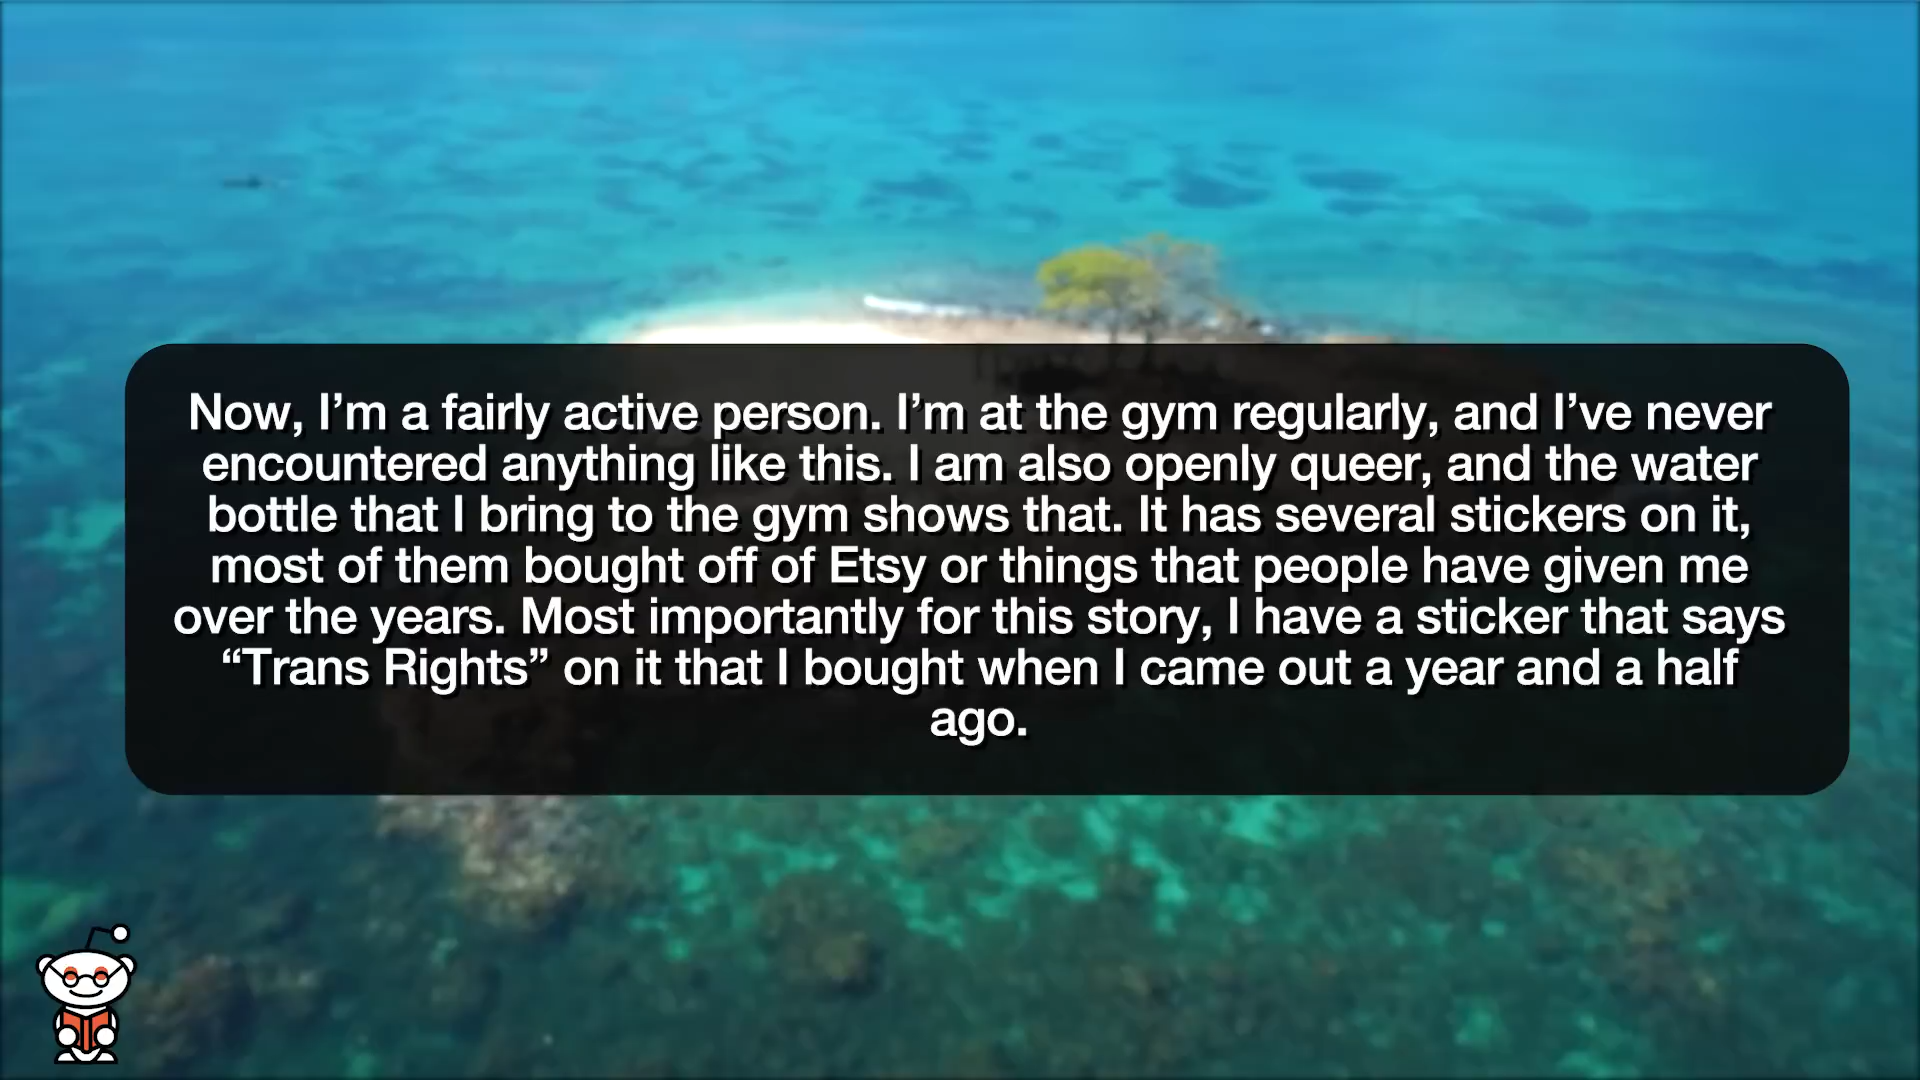 Now, I’m a fairly active person. I’m at the gym regularly, and I’ve never
encountered anything like this. I am also openly queer, and the water
bottle that I bring to the gym shows that. It has several stickers on it,
most of them bought off of Etsy or things that people have given me
over the years. Most importantly for this story, I have a sticker that says
“Trans Rights” on it that I bought when I came out a year and a half
ago.